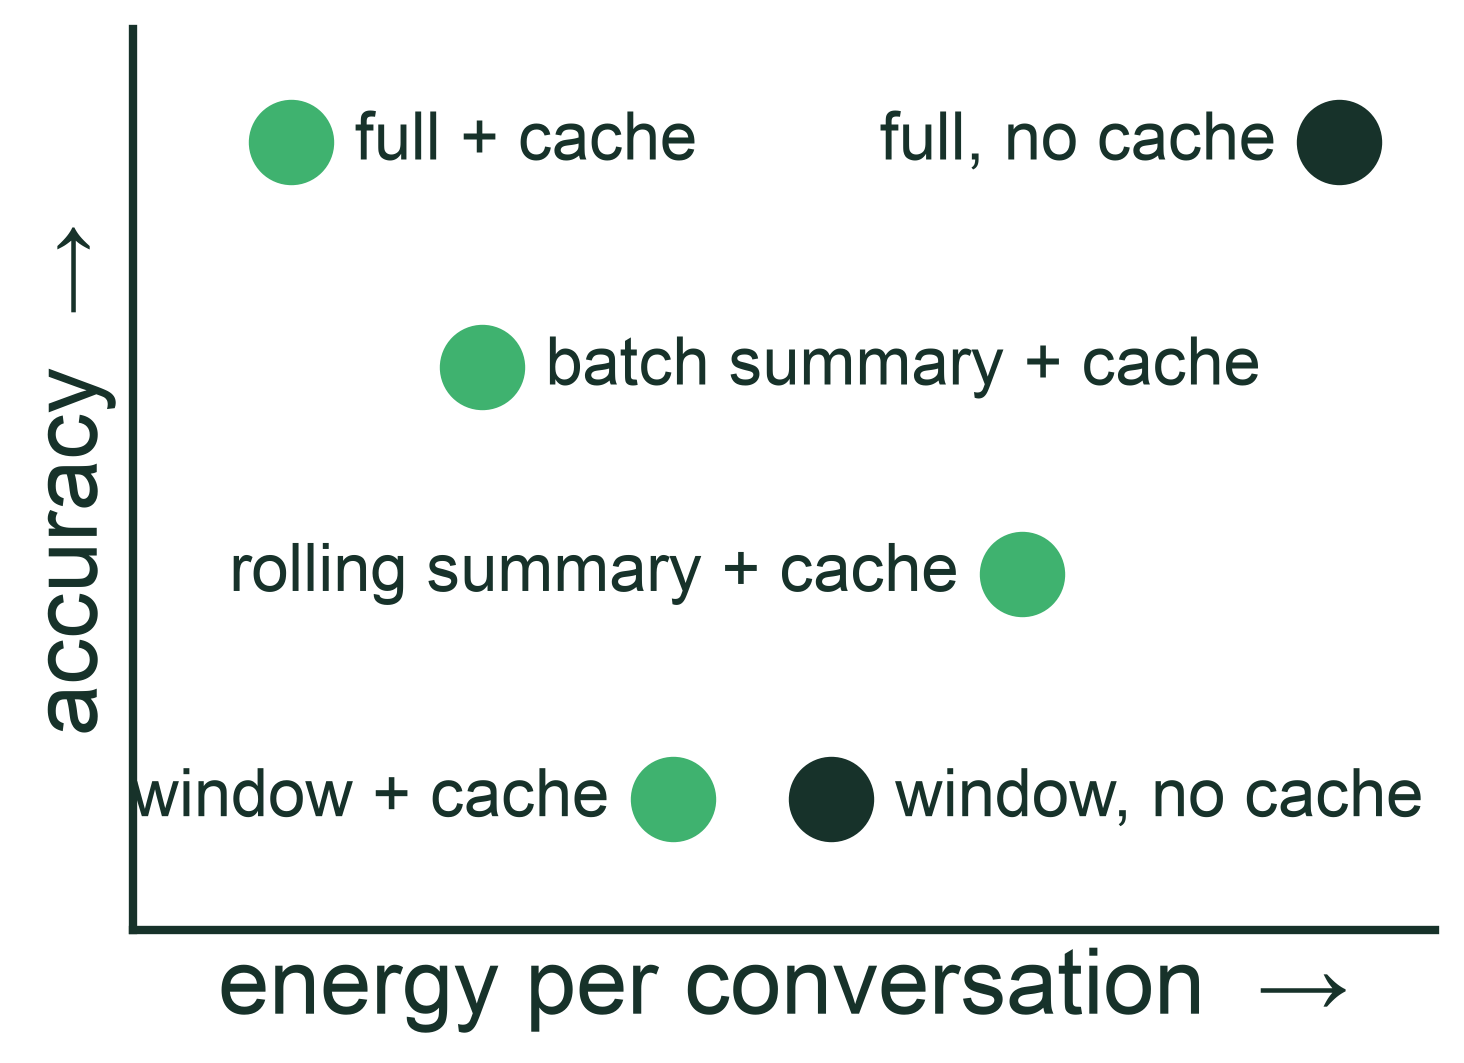 full + cache
full, no cache
batch summary + cache
rolling summary + cache
window + cache
window, no cache
accuracy →
energy per conversation →